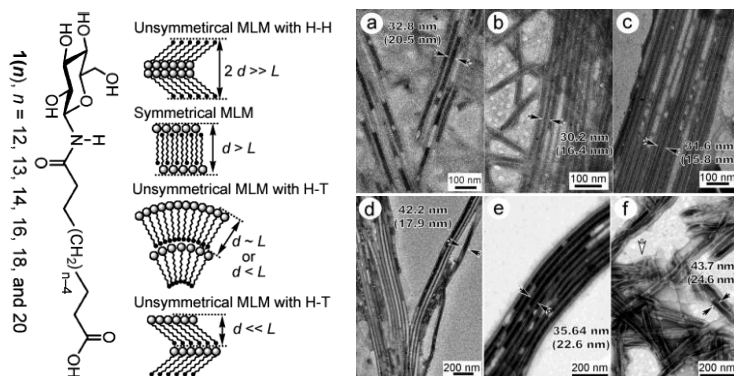 HO
OH
HO
O
OH
OH
N
H
O
(CH2)n−4
O
OH
1(n), n = 12, 13, 14, 16, 18, and 20
Unsymmetrical MLM with H-H
2 d >> L
Symmetrical MLM
d > L
Unsymmetrical MLM with H-T
d ~ L
or
d < L
Unsymmetrical MLM with H-T
d << L
a
32.8 nm
(20.5 nm)
100 nm
b
30.2 nm
(16.4 nm)
100 nm
c
31.6 nm
(15.8 nm)
100 nm
d
42.2 nm
(17.9 nm)
200 nm
e
35.64 nm
(22.6 nm)
200 nm
f
43.7 nm
(24.6 nm)
200 nm